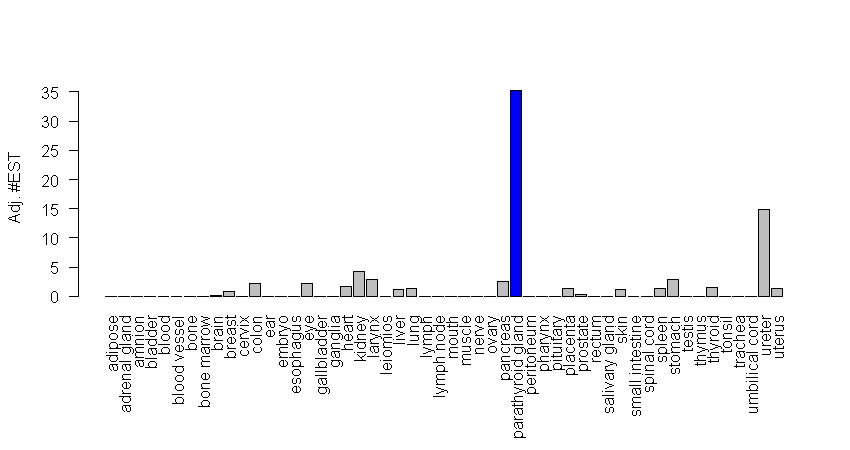 35
30
25
20
15
10
5
0
Adj. #EST
adipose
adrenal gland
amnion
bladder
blood
blood vessel
bone
bone marrow
brain
breast
cervix
colon
ear
embryo
esophagus
eye
gallbladder
ganglia
heart
kidney
larynx
leiomios
liver
lung
lymph
lymph node
mouth
muscle
nerve
ovary
pancreas
parathyroid gland
peritoneum
pharynx
pituitary
placenta
prostate
rectum
salivary gland
skin
small intestine
spinal cord
spleen
stomach
testis
thymus
thyroid
tonsil
trachea
umbilical cord
ureter
uterus